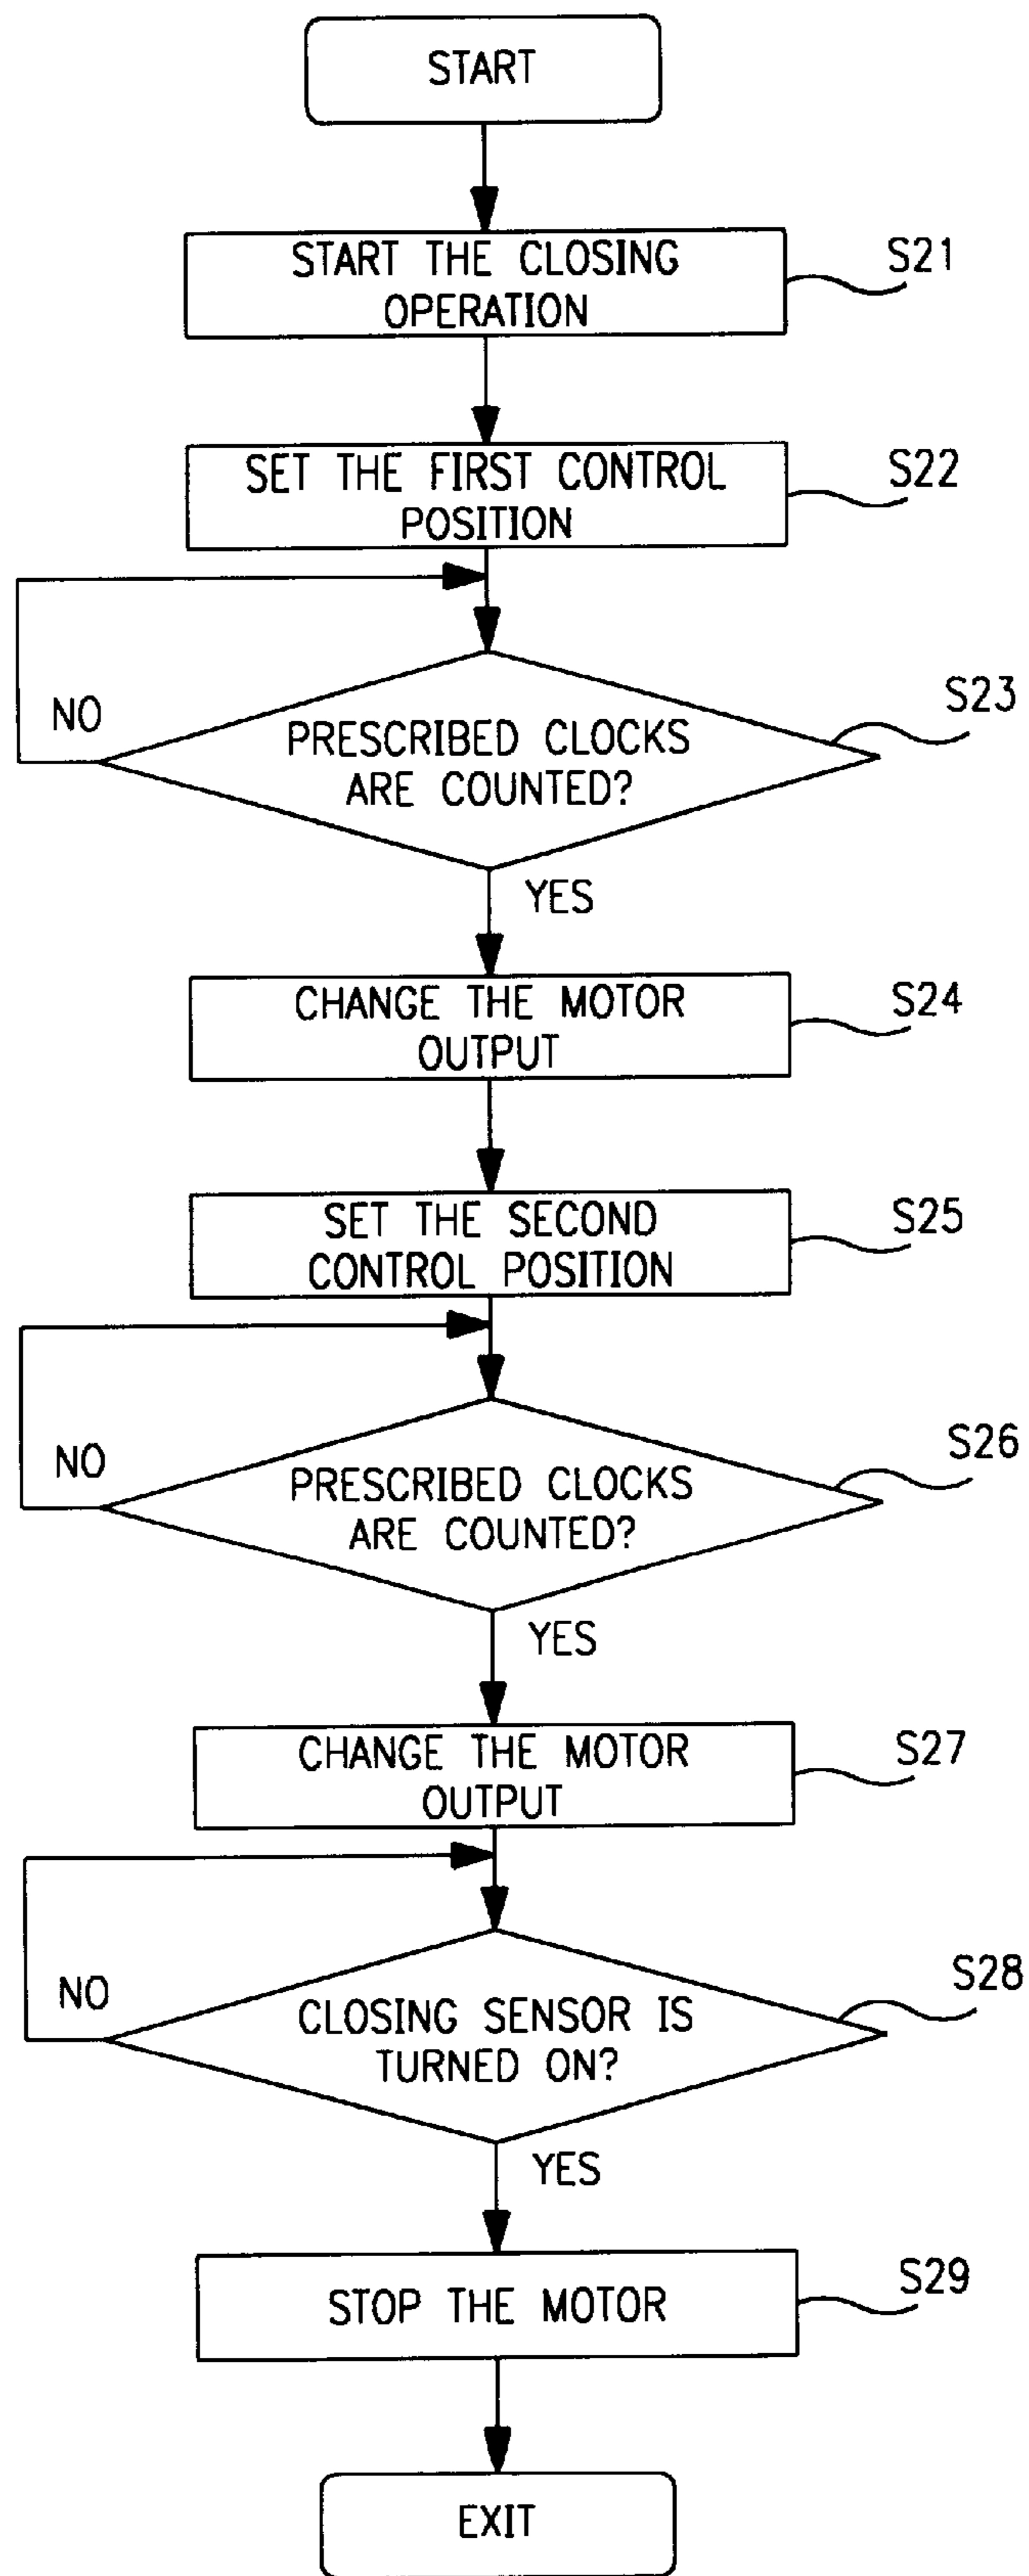 START
START THE CLOSING
OPERATION
S21
SET THE FIRST CONTROL
POSITION
S22
NO
PRESCRIBED CLOCKS
ARE COUNTED?
S23
YES
CHANGE THE MOTOR
OUTPUT
S24
SET THE SECOND
CONTROL POSITION
S25
NO
PRESCRIBED CLOCKS
ARE COUNTED?
S26
YES
CHANGE THE MOTOR
OUTPUT
S27
NO
CLOSING SENSOR IS
TURNED ON?
S28
YES
STOP THE MOTOR
S29
EXIT